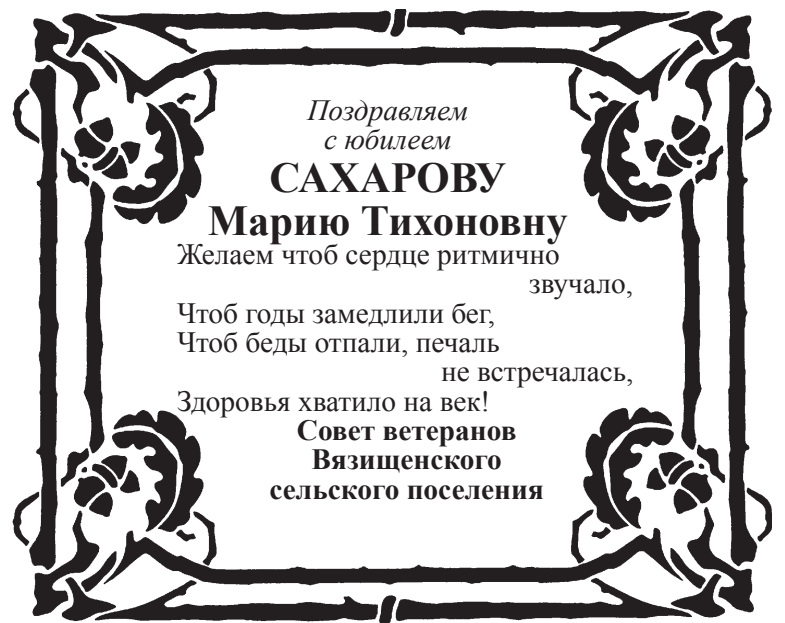 Поздравляем
с юбилеем
САХАРОВУ
Марию Тихоновну
Желаем чтоб сердце ритмично
звучало,
Чтоб годы замедлили бег,
Чтоб беды отпали, печаль
не встречалась,
Здоровья хватило на век!
Совет ветеранов
Вязищенского
сельского поселения